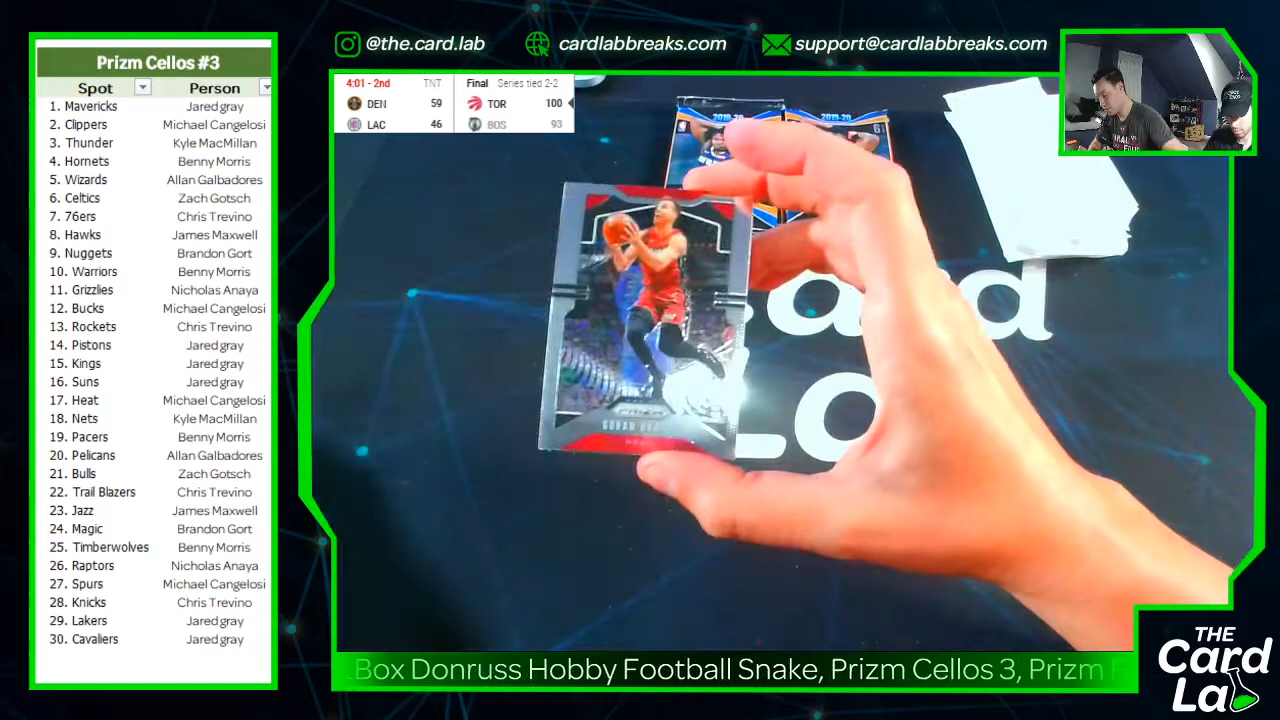 @the.card.lab
cardlabbreaks.com
support@cardlabbreaks.com
Prizm Cellos #3
Spot Person
1. Mavericks Jared gray
2. Clippers Michael Cangelosi
3. Thunder Kyle MacMillan
4. Hornets Benny Morris
5. Wizards Allan Galbadores
6. Celtics Zach Gotsch
7. 76ers Chris Trevino
8. Hawks James Maxwell
9. Nuggets Brandon Gort
10. Warriors Benny Morris
11. Grizzlies Nicholas Anaya
12. Bucks Michael Cangelosi
13. Rockets Chris Trevino
14. Pistons Jared gray
15. Kings Jared gray
16. Suns Jared gray
17. Heat Michael Cangelosi
18. Nets Kyle MacMillan
19. Pacers Benny Morris
20. Pelicans Allan Galbadores
21. Bulls Zach Gotsch
22. Trail Blazers Chris Trevino
23. Jazz James Maxwell
24. Magic Brandon Gort
25. Timberwolves Benny Morris
26. Raptors Nicholas Anaya
27. Spurs Michael Cangelosi
28. Knicks Chris Trevino
29. Lakers Jared gray
30. Cavaliers Jared gray
4:01 - 2nd TNT
DEN 59
LAC 46
Final Series tied 2-2
TOR 100
BOS 93
2019-20 2019-20
PRIZM
GORAN
Box Donruss Hobby Football Snake, Prizm Cellos 3, Prizm
THE
Card
Lab